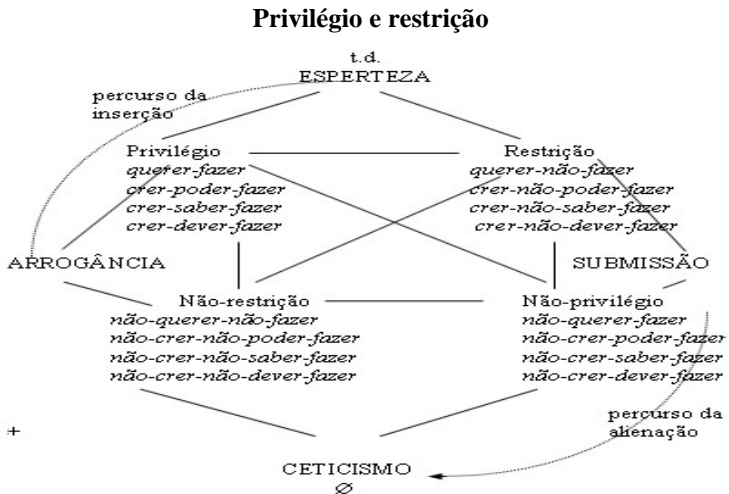 Privilégio e restrição
t.d.
ESPERTEZA
percurso da
inserção
Privilégio
querer-fazer
crer-poder-fazer
crer-saber-fazer
crer-dever-fazer
Restrição
querer-não-fazer
crer-não-poder-fazer
crer-não-saber-fazer
crer-não-dever-fazer
ARROGÂNCIA
SUBMISSÃO
Não-restrição
não-querer-não-fazer
não-crer-não-poder-fazer
não-crer-não-saber-fazer
não-crer-não-dever-fazer
Não-privilégio
não-querer-fazer
não-crer-poder-fazer
não-crer-saber-fazer
não-crer-dever-fazer
percurso da
alienação
+
CETICISMO
∅